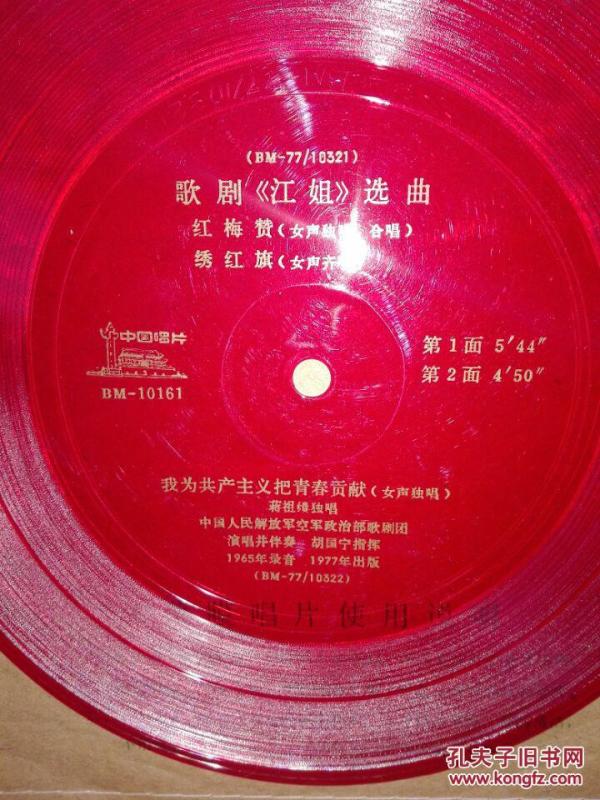 (BM-77/10321)
歌剧《江姐》选曲
红梅赞(女声独唱 合唱)
绣红旗(女声齐
中国唱片
BM-10161
第1面 5′44″
第2面 4′50″
我为共产主义把青春贡献(女声独唱)
蒋祖缋独唱
中国人民解放军空军政治部歌剧团
演唱并伴奏 胡国宁指挥
1965年录音 1977年出版
(BM-77/10322)
唱片使用
孔夫子旧书网
www.kongfz.com